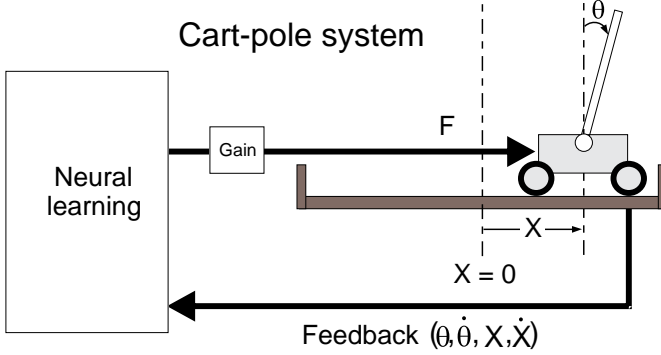 Cart-pole system
θ
F
Gain
Neural
learning
X
X = 0
Feedback (θ,θ̇, X,Ẋ)